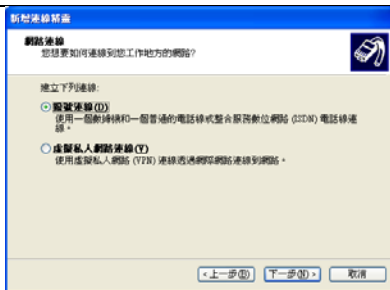 新增連線精靈
網路連線
您想要如何連線到您工作地方的網路?
建立下列連線:
撥號連線(D)
使用一個數據機和一個普通的電話線或整合服務數位網路 (ISDN) 電話線連
線。
虛擬私人網路連線(V)
使用虛擬私人網路 (VPN) 連線透過網際網路連線到網路。
<上一步(B) 下一步(N)> 取消